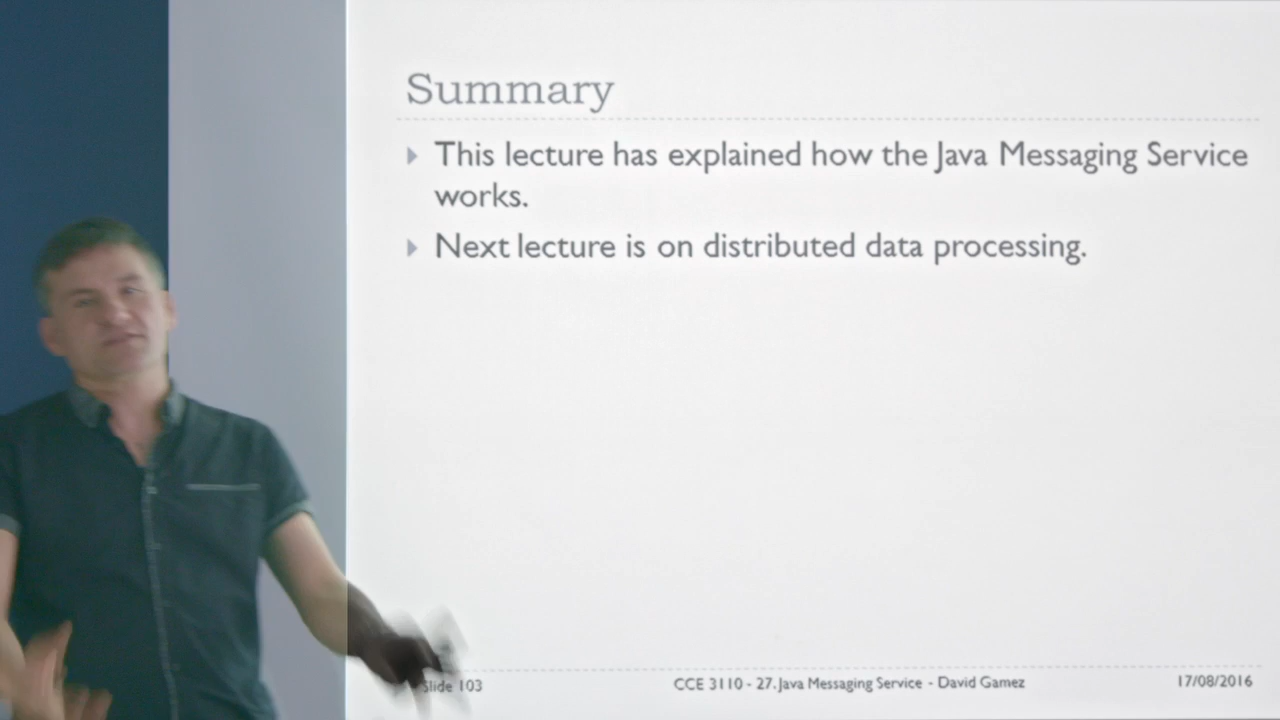 Summary
This lecture has explained how the Java Messaging Service
works.
Next lecture is on distributed data processing.
Slide 103
CCE 3110 - 27. Java Messaging Service - David Gamez
17/08/2016